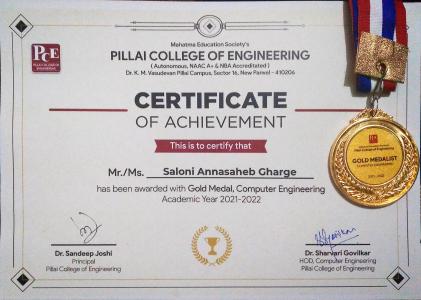 Mahatma Education Society's
PCE
PILLAI COLLEGE OF ENGINEERING
PILLAI COLLEGE OF ENGINEERING
( Autonomous, NAAC A+ & NBA Accredited )
Dr. K. M. Vasudevan Pillai Campus, Sector 16, New Panvel - 410206
CERTIFICATE
OF ACHIEVEMENT
This is to certify that
Mr./Ms. Saloni Annasaheb Gharge
has been awarded with Gold Medal, Computer Engineering
Academic Year 2021-2022
Pillai College of Engineering
GOLD MEDALIST
COMPUTER ENGINEERING
2021-2022
Dr. Sandeep Joshi
Principal
Pillai College of Engineering
Dr. Sharvari Govilkar
HOD, Computer Engineering
Pillai College of Engineering